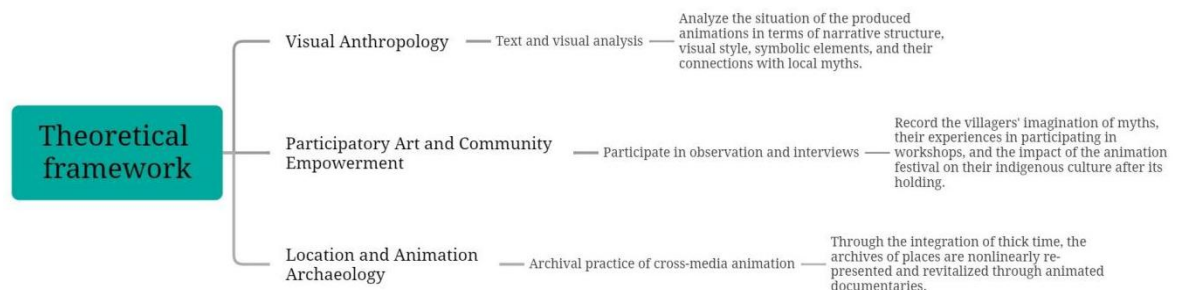 Theoretical
framework
Visual Anthropology
Text and visual analysis
Analyze the situation of the produced
animations in terms of narrative structure,
visual style, symbolic elements, and their
connections with local myths.
Participatory Art and Community
Empowerment
Participate in observation and interviews
Record the villagers' imagination of myths,
their experiences in participating in
workshops, and the impact of the animation
festival on their indigenous culture after its
holding.
Location and Animation
Archaeology
Archival practice of cross-media animation
Through the integration of thick time, the
archives of places are nonlinearly re-
presented and revitalized through animated
documentaries.